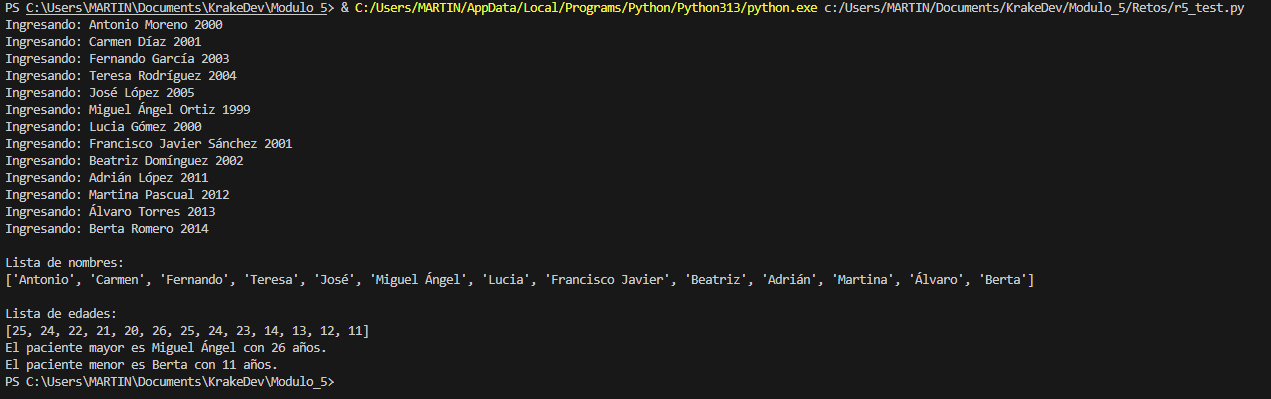 PS C:\Users\MARTIN\Documents\KrakeDev\Modulo_5> & C:/Users/MARTIN/AppData/Local/Programs/Python/Python313/python.exe c:/Users/MARTIN/Documents/KrakeDev/Modulo_5/Retos/r5_test.py
Ingresando: Antonio Moreno 2000
Ingresando: Carmen Díaz 2001
Ingresando: Fernando García 2003
Ingresando: Teresa Rodríguez 2004
Ingresando: José López 2005
Ingresando: Miguel Ángel Ortiz 1999
Ingresando: Lucia Gómez 2000
Ingresando: Francisco Javier Sánchez 2001
Ingresando: Beatriz Domínguez 2002
Ingresando: Adrián López 2011
Ingresando: Martina Pascual 2012
Ingresando: Álvaro Torres 2013
Ingresando: Berta Romero 2014
Lista de nombres:
['Antonio', 'Carmen', 'Fernando', 'Teresa', 'José', 'Miguel Ángel', 'Lucia', 'Francisco Javier', 'Beatriz', 'Adrián', 'Martina', 'Álvaro', 'Berta']
Lista de edades:
[25, 24, 22, 21, 20, 26, 25, 24, 23, 14, 13, 12, 11]
El paciente mayor es Miguel Ángel con 26 años.
El paciente menor es Berta con 11 años.
PS C:\Users\MARTIN\Documents\KrakeDev\Modulo_5>